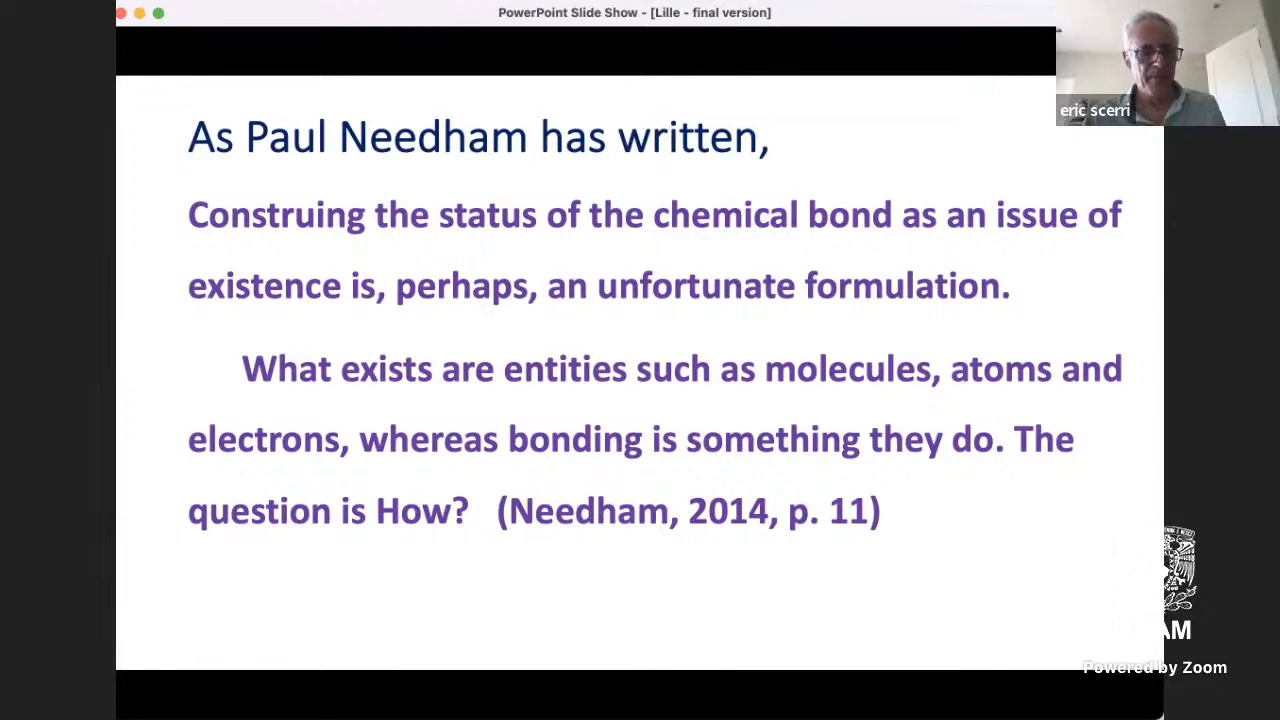 PowerPoint Slide Show - [Lille - final version]
eric scerri
As Paul Needham has written,
Construing the status of the chemical bond as an issue of
existence is, perhaps, an unfortunate formulation.
What exists are entities such as molecules, atoms and
electrons, whereas bonding is something they do. The
question is How? (Needham, 2014, p. 11)
AM
Powered by Zoom